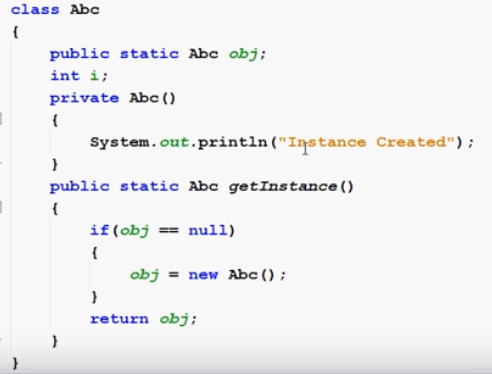 class Abc
{
public static Abc obj;
int i;
private Abc()
{
System.out.println("Instance Created");
}
public static Abc getInstance()
{
if(obj == null)
{
obj = new Abc();
}
return obj;
}
}